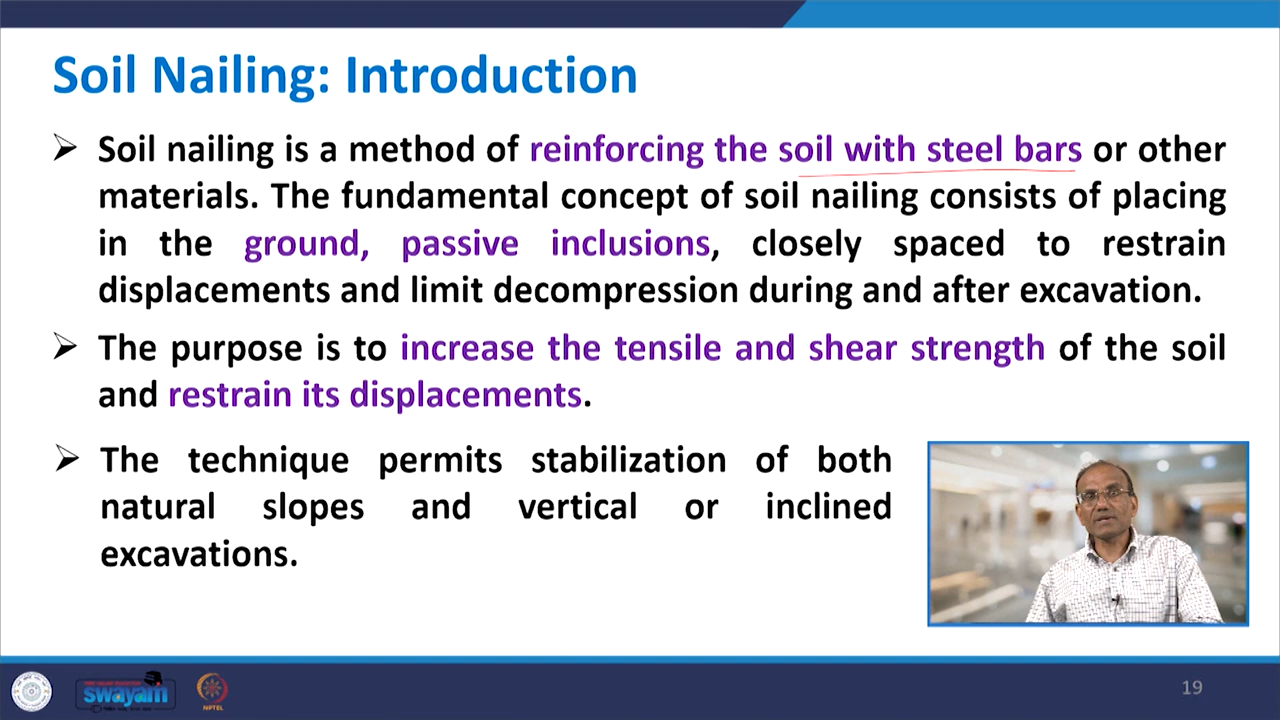 Soil Nailing: Introduction
➢ Soil nailing is a method of reinforcing the soil with steel bars or other
materials. The fundamental concept of soil nailing consists of placing
in the ground, passive inclusions, closely spaced to restrain
displacements and limit decompression during and after excavation.
➢ The purpose is to increase the tensile and shear strength of the soil
and restrain its displacements.
➢ The technique permits stabilization of both
natural slopes and vertical or inclined
excavations.
swayam
NPTEL
19